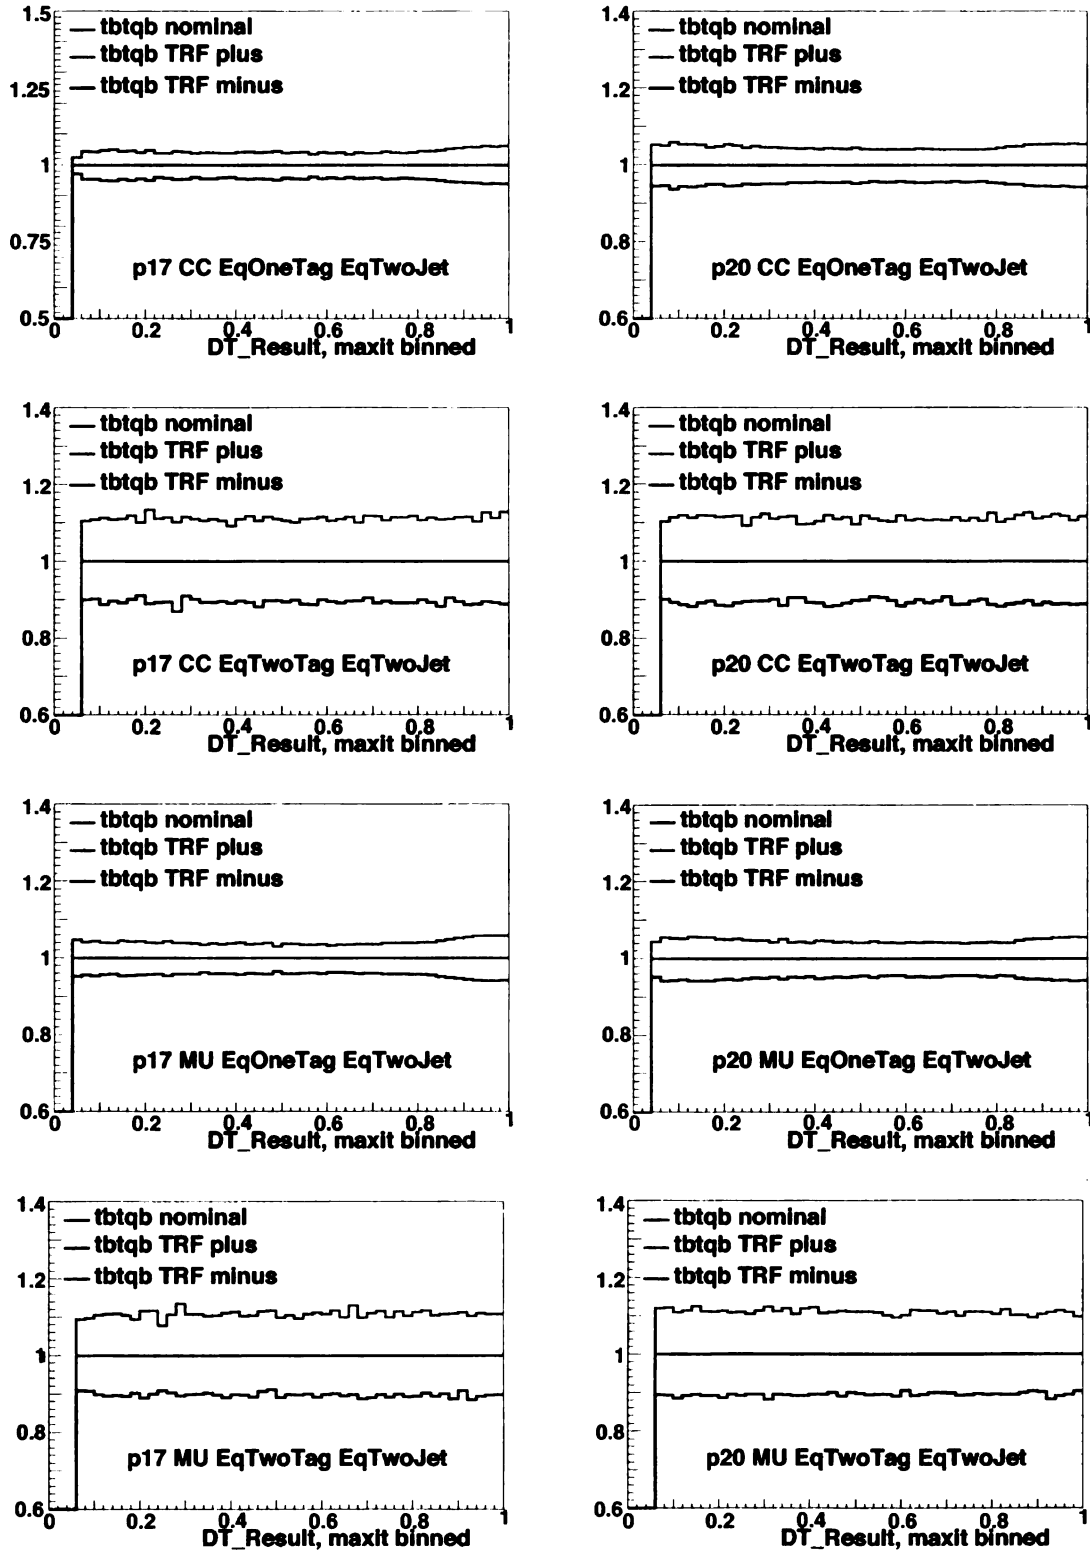 1.5
tbtqb nominal
tbtqb TRF plus
1.25
tbtqb TRF minus
1
0.75
p17 CC EqOneTag EqTwoJet
0.5
0 0.2 0.4 0.6 0.8 1
DT_Result, maxit binned
1.4
tbtqb nominal
tbtqb TRF plus
1.2
tbtqb TRF minus
1
0.8
p20 CC EqOneTag EqTwoJet
0.6
0 0.2 0.4 0.6 0.8 1
DT_Result, maxit binned
1.4
tbtqb nominal
tbtqb TRF plus
1.2
tbtqb TRF minus
1
0.8
p17 CC EqTwoTag EqTwoJet
0.6
0 0.2 0.4 0.6 0.8 1
DT_Result, maxit binned
1.4
tbtqb nominal
tbtqb TRF plus
1.2
tbtqb TRF minus
1
0.8
p20 CC EqTwoTag EqTwoJet
0.6
0 0.2 0.4 0.6 0.8 1
DT_Result, maxit binned
1.4
tbtqb nominal
tbtqb TRF plus
1.2
tbtqb TRF minus
1
0.8
p17 MU EqOneTag EqTwoJet
0.6
0 0.2 0.4 0.6 0.8 1
DT_Result, maxit binned
1.4
tbtqb nominal
tbtqb TRF plus
1.2
tbtqb TRF minus
1
0.8
p20 MU EqOneTag EqTwoJet
0.6
0 0.2 0.4 0.6 0.8 1
DT_Result, maxit binned
1.4
tbtqb nominal
tbtqb TRF plus
1.2
tbtqb TRF minus
1
0.8
p17 MU EqTwoTag EqTwoJet
0.6
0 0.2 0.4 0.6 0.8 1
DT_Result, maxit binned
1.4
tbtqb nominal
tbtqb TRF plus
1.2
tbtqb TRF minus
1
0.8
p20 MU EqTwoTag EqTwoJet
0.6
0 0.2 0.4 0.6 0.8 1
DT_Result, maxit binned